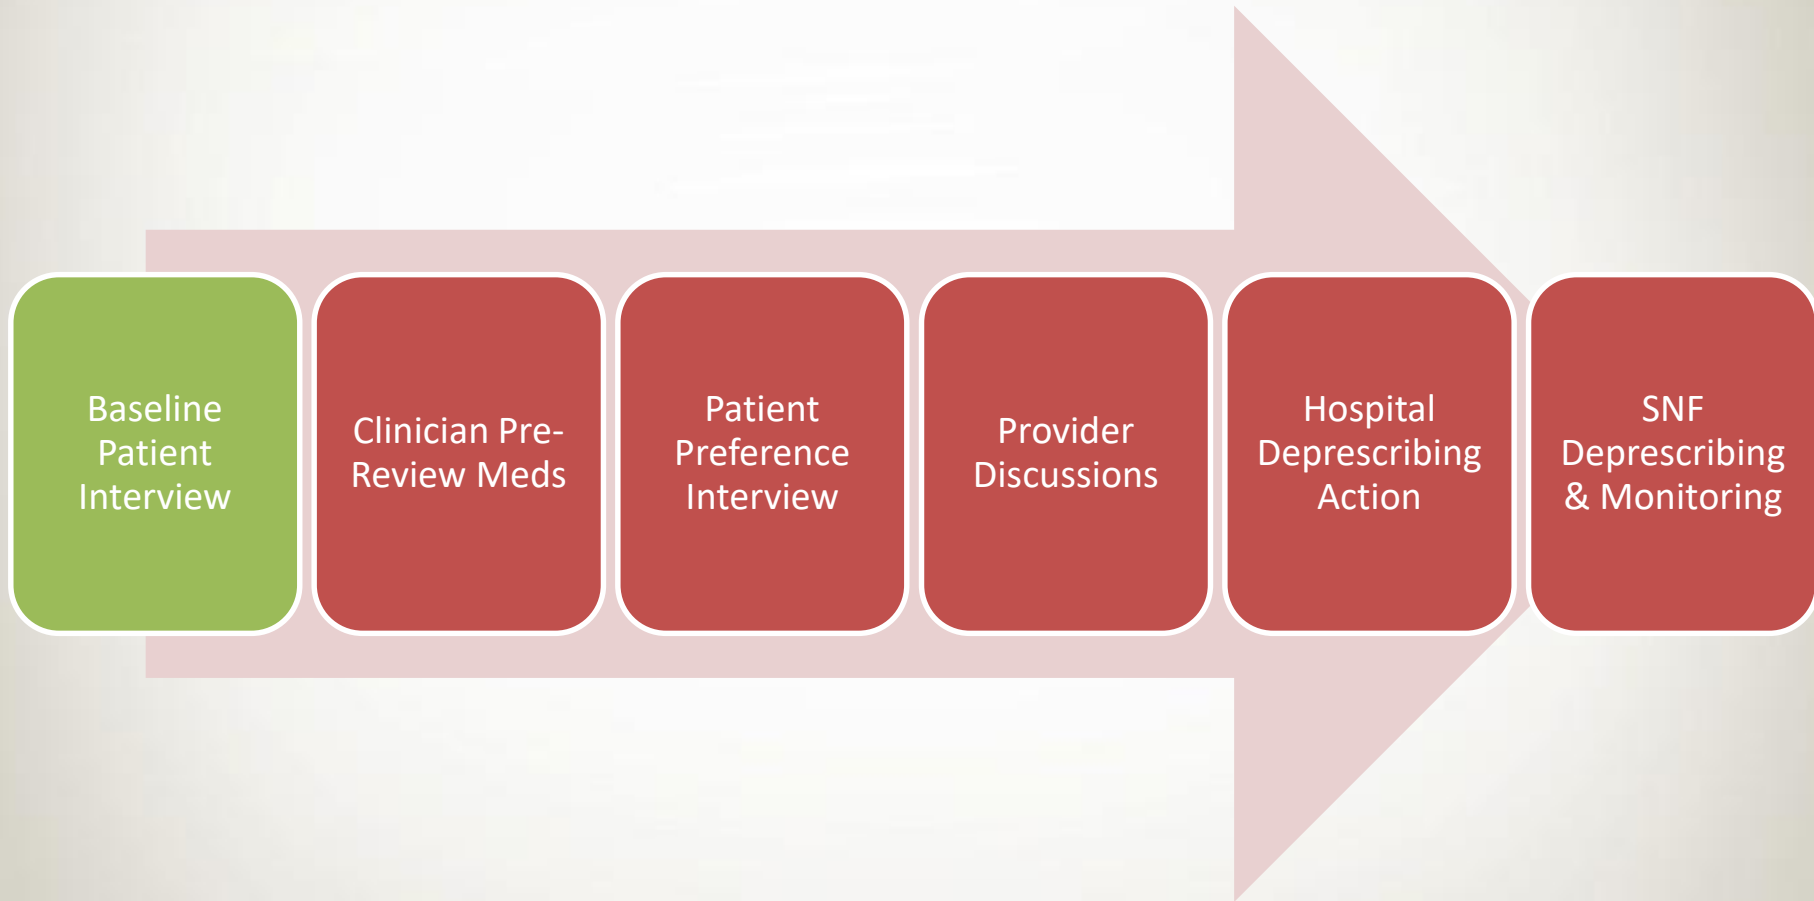 Baseline
Patient
Interview
Clinician Pre-
Review Meds
Patient
Preference
Interview
Provider
Discussions
Hospital
Deprescribing
Action
SNF
Deprescribing
& Monitoring